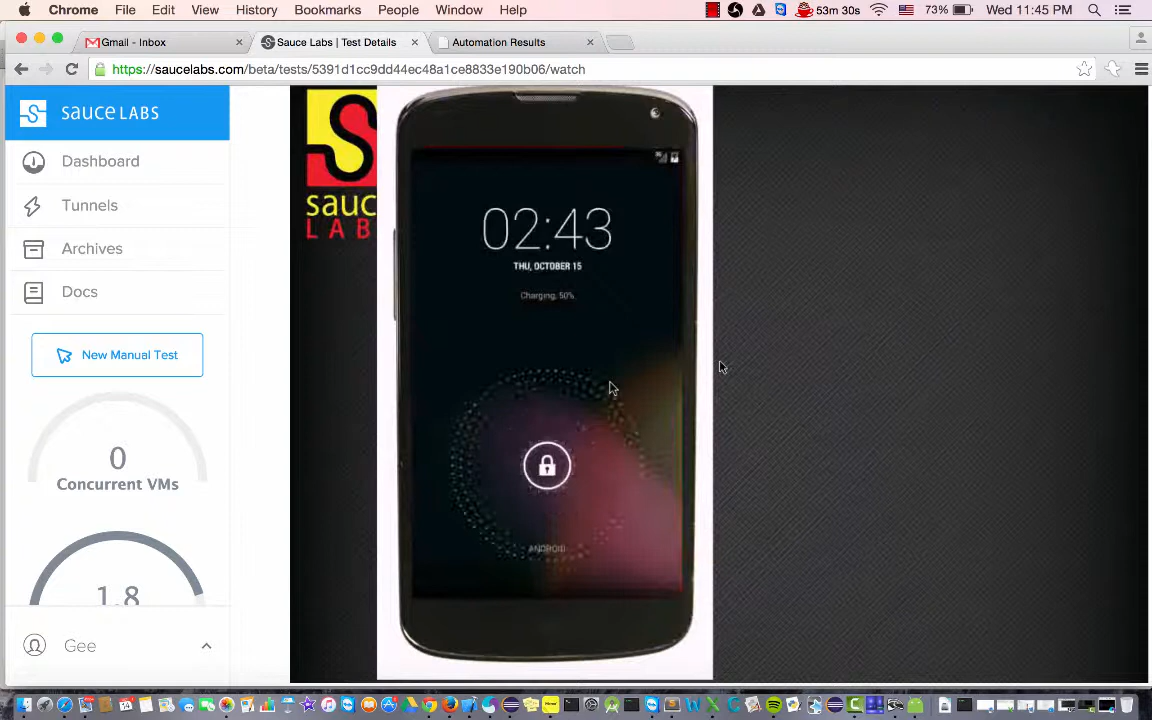 Chrome File Edit View History Bookmarks People Window Help 53m 30s 73% Wed 11:45 PM
Gmail - Inbox Sauce Labs | Test Details Automation Results
https://saucelabs.com/beta/tests/5391d1cc9dd44ec48a1ce8833e190b06/watch
sauce LABS
Dashboard
Tunnels
Archives
Docs
New Manual Test
0
Concurrent VMs
1.8
Gee
sauc
LAB
02:43
THU, OCTOBER 15
Charging, 50%
ANDROID